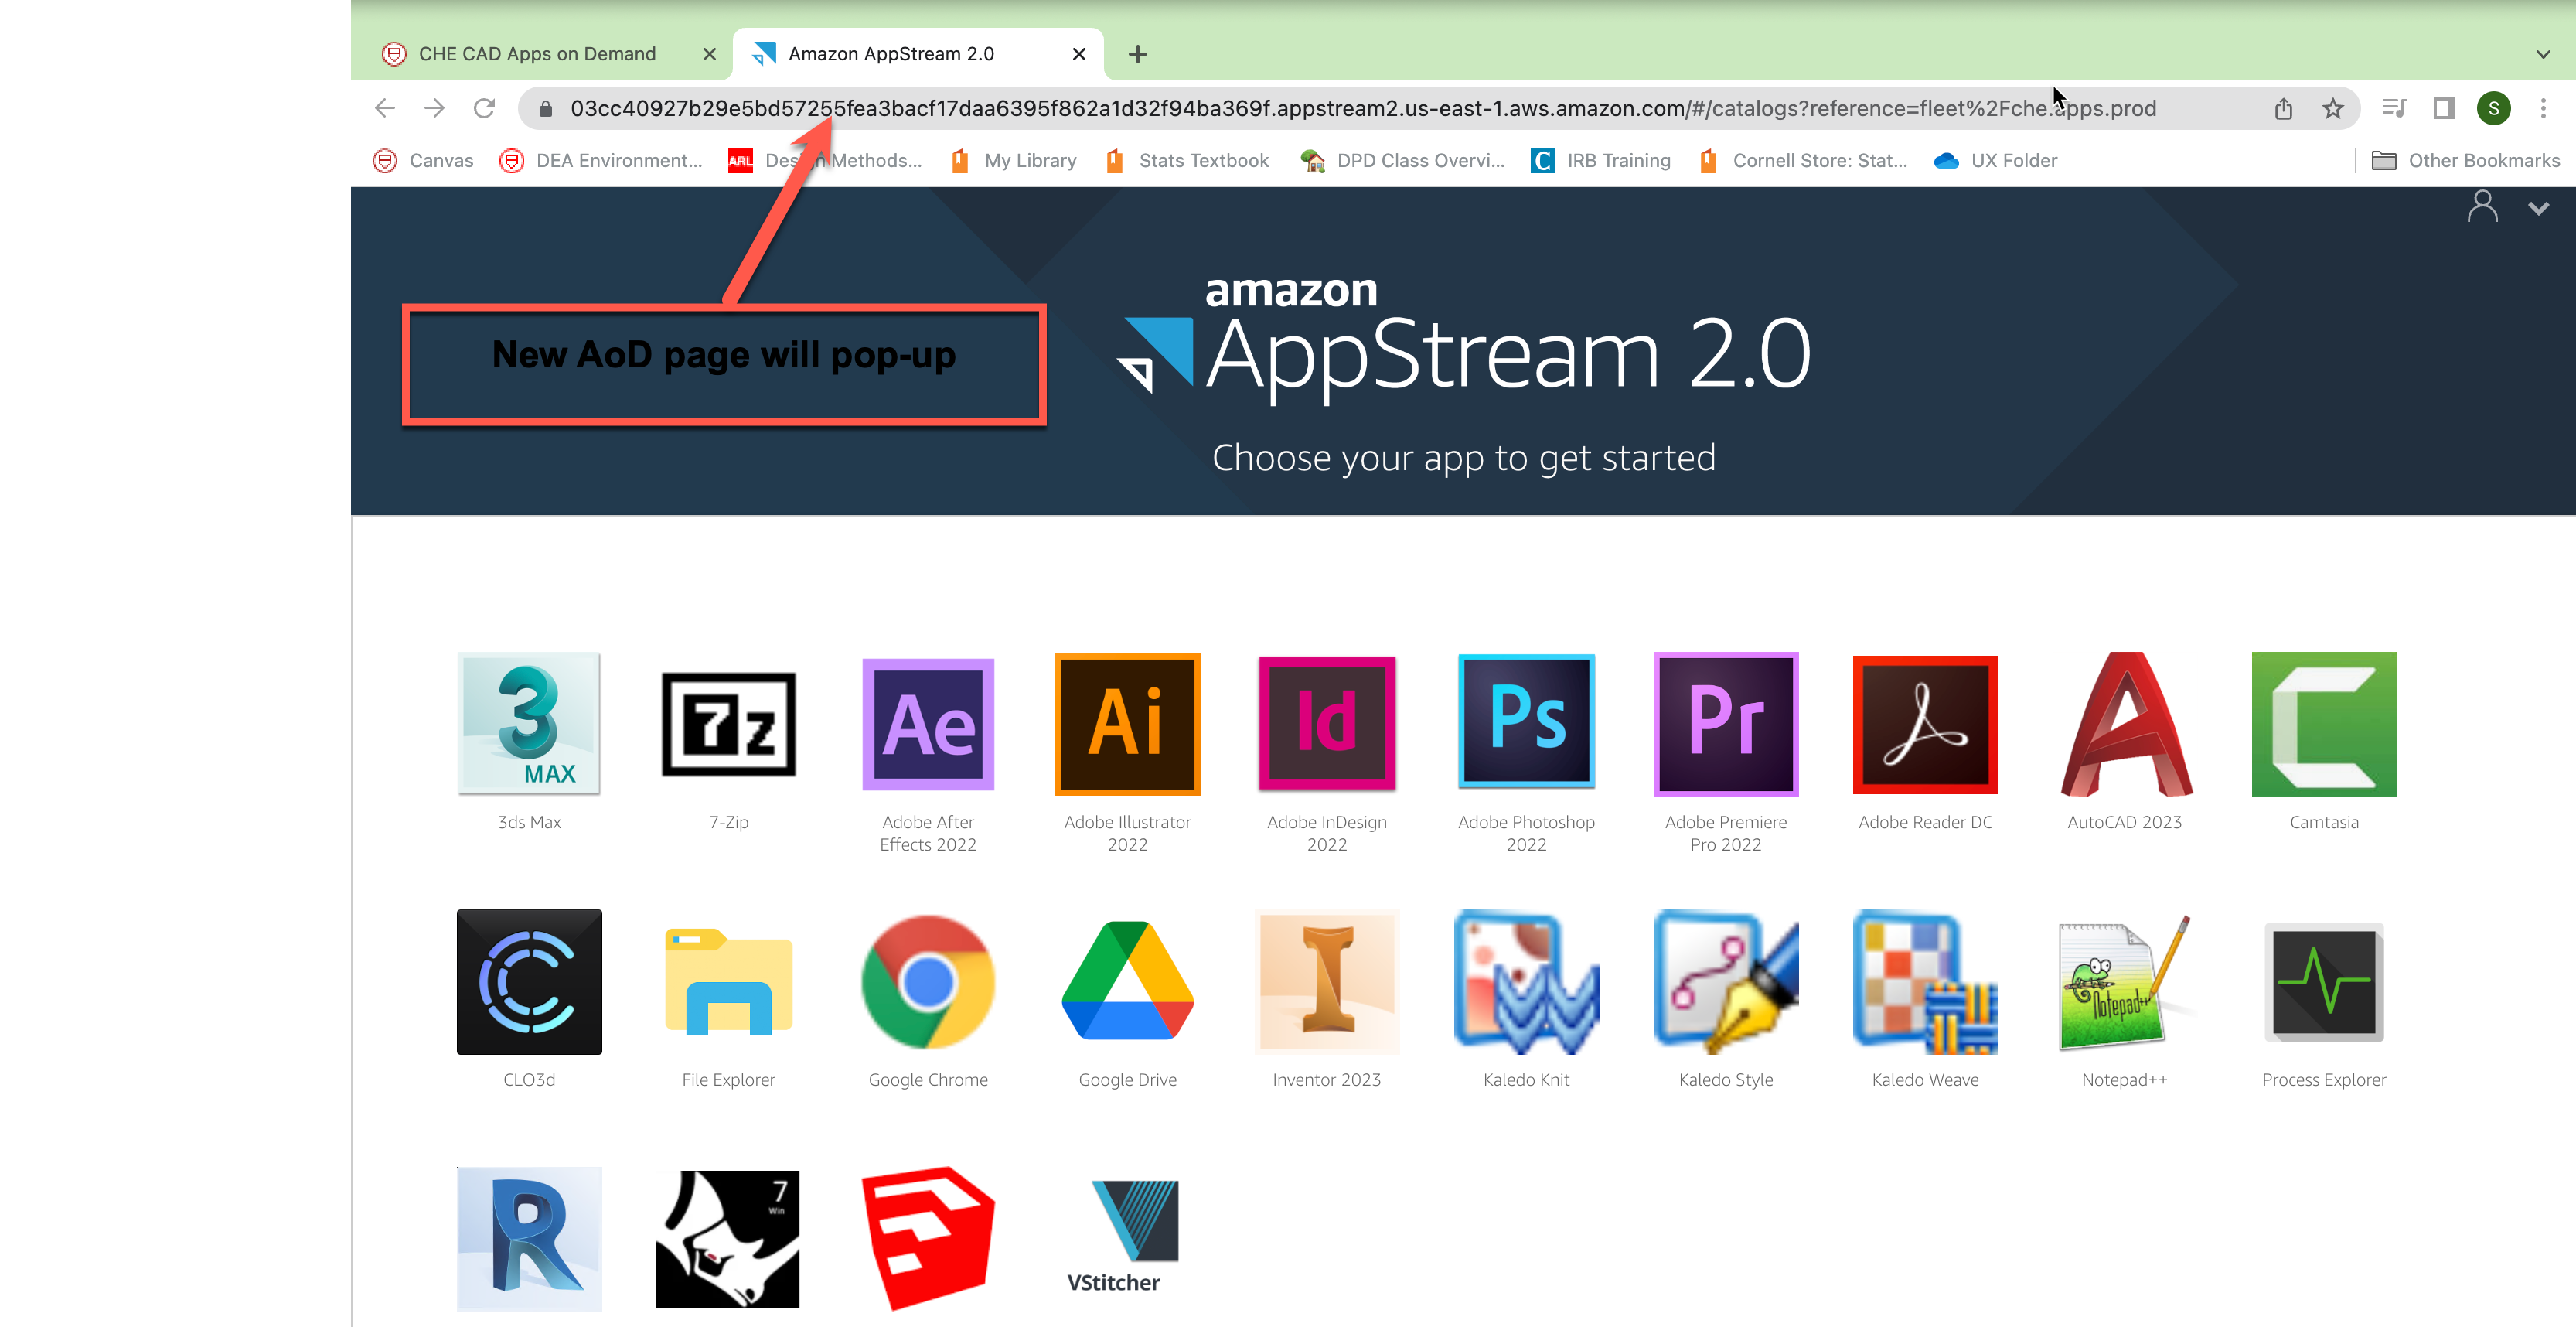 CHE CAD Apps on Demand
Amazon AppStream 2.0
03cc40927b29e5bd57255fea3bacf17daa6395f862a1d32f94ba369f.appstream2.us-east-1.aws.amazon.com/#/catalogs?reference=fleet%2Fche.apps.prod
S
Canvas DEA Environment... ARL Design Methods... My Library Stats Textbook DPD Class Overvi... C IRB Training Cornell Store: Stat... UX Folder Other Bookmarks
New AoD page will pop-up
amazon
AppStream 2.0
Choose your app to get started
3 MAX
7z
Ae
Ai
Id
Ps
Pr
3ds Max
7-Zip
Adobe After
Effects 2022
Adobe Illustrator
2022
Adobe InDesign
2022
Adobe Photoshop
2022
Adobe Premiere
Pro 2022
Adobe Reader DC
AutoCAD 2023
Camtasia
Notepad++
CLO3d
File Explorer
Google Chrome
Google Drive
Inventor 2023
Kaledo Knit
Kaledo Style
Kaledo Weave
Notepad++
Process Explorer
R
7
Win
VStitcher